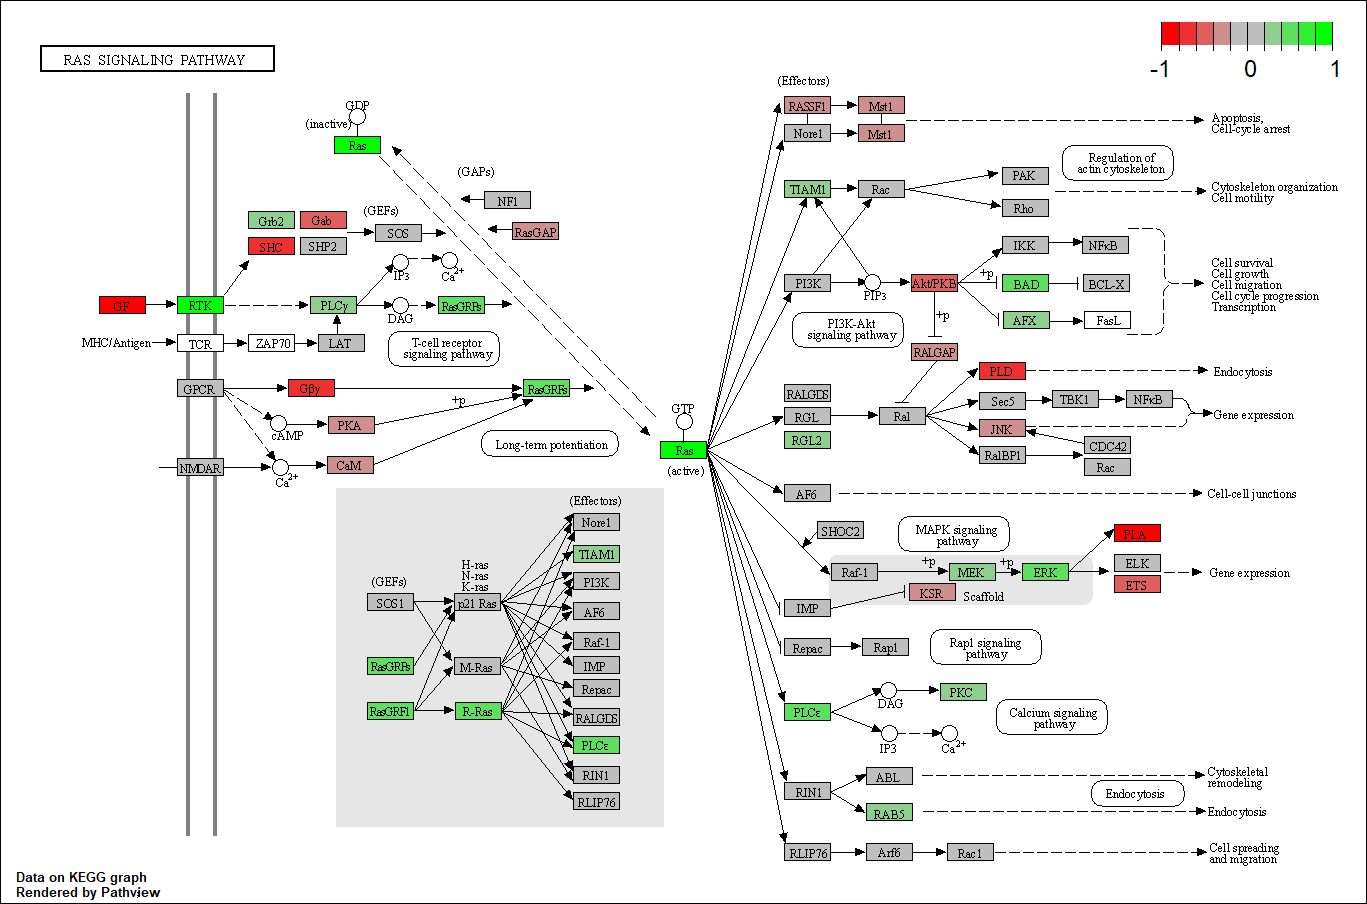 RAS SIGNALING PATHWAY
-1
0
1
GDP
(inactive)
Ras
(GAPs)
NF1
RasGAP
(GEFs)
Grb2
Gab
SOS
SHC
SHP2
IP3
Ca2+
GF
RTK
PLCγ
DAG
RasGRPs
MHC/Antigen
TCR
ZAP70
LAT
T-cell receptor
signaling pathway
GPCR
Gβγ
RasGRFs
+p
cAMP
PKA
NMDAR
Ca2+
CaM
Long-term potentiation
GTP
Ras
(active)
(Effectors)
RASSF1
Mst1
Nore1
Mst1
Apoptosis,
Cell-cycle arrest
Regulation of
actin cytoskeleton
TIAM1
Rac
PAK
Rho
Cytoskeleton organization
Cell motility
PI3K
PIP3
Akt/PKB
+p
+p
IKK
NFκB
BAD
BCL-X
AFX
FasL
Cell survival
Cell growth
Cell migration
Cell cycle progression
Transcription
PI3K-Akt
signaling pathway
RALGAP
RALGDS
RGL
RGL2
Ral
PLD
Endocytosis
Sec5
TBK1
NFκB
JNK
Gene expression
RalBP1
CDC42
Rac
AF6
Cell-cell junctions
SHOC2
MAPK signaling
pathway
Raf-1
+p
MEK
+p
ERK
PLA
ELK
ETS
Gene expression
KSR
Scaffold
IMP
Repac
Rap1
Rap1 signaling
pathway
PLCε
DAG
PKC
IP3
Ca2+
Calcium signaling
pathway
RIN1
ABL
Cytoskeletal
remodeling
RAB5
Endocytosis
Endocytosis
RLIP76
Arf6
Rac1
Cell spreading
and migration
(Effectors)
Nore1
TIAM1
PI3K
AF6
Raf-1
IMP
Repac
RALGDS
PLCε
RIN1
RLIP76
H-ras
N-ras
K-ras
(GEFs)
SOS1
p21 Ras
RasGRPs
M-Ras
RasGRF1
R-Ras
Data on KEGG graph
Rendered by Pathview